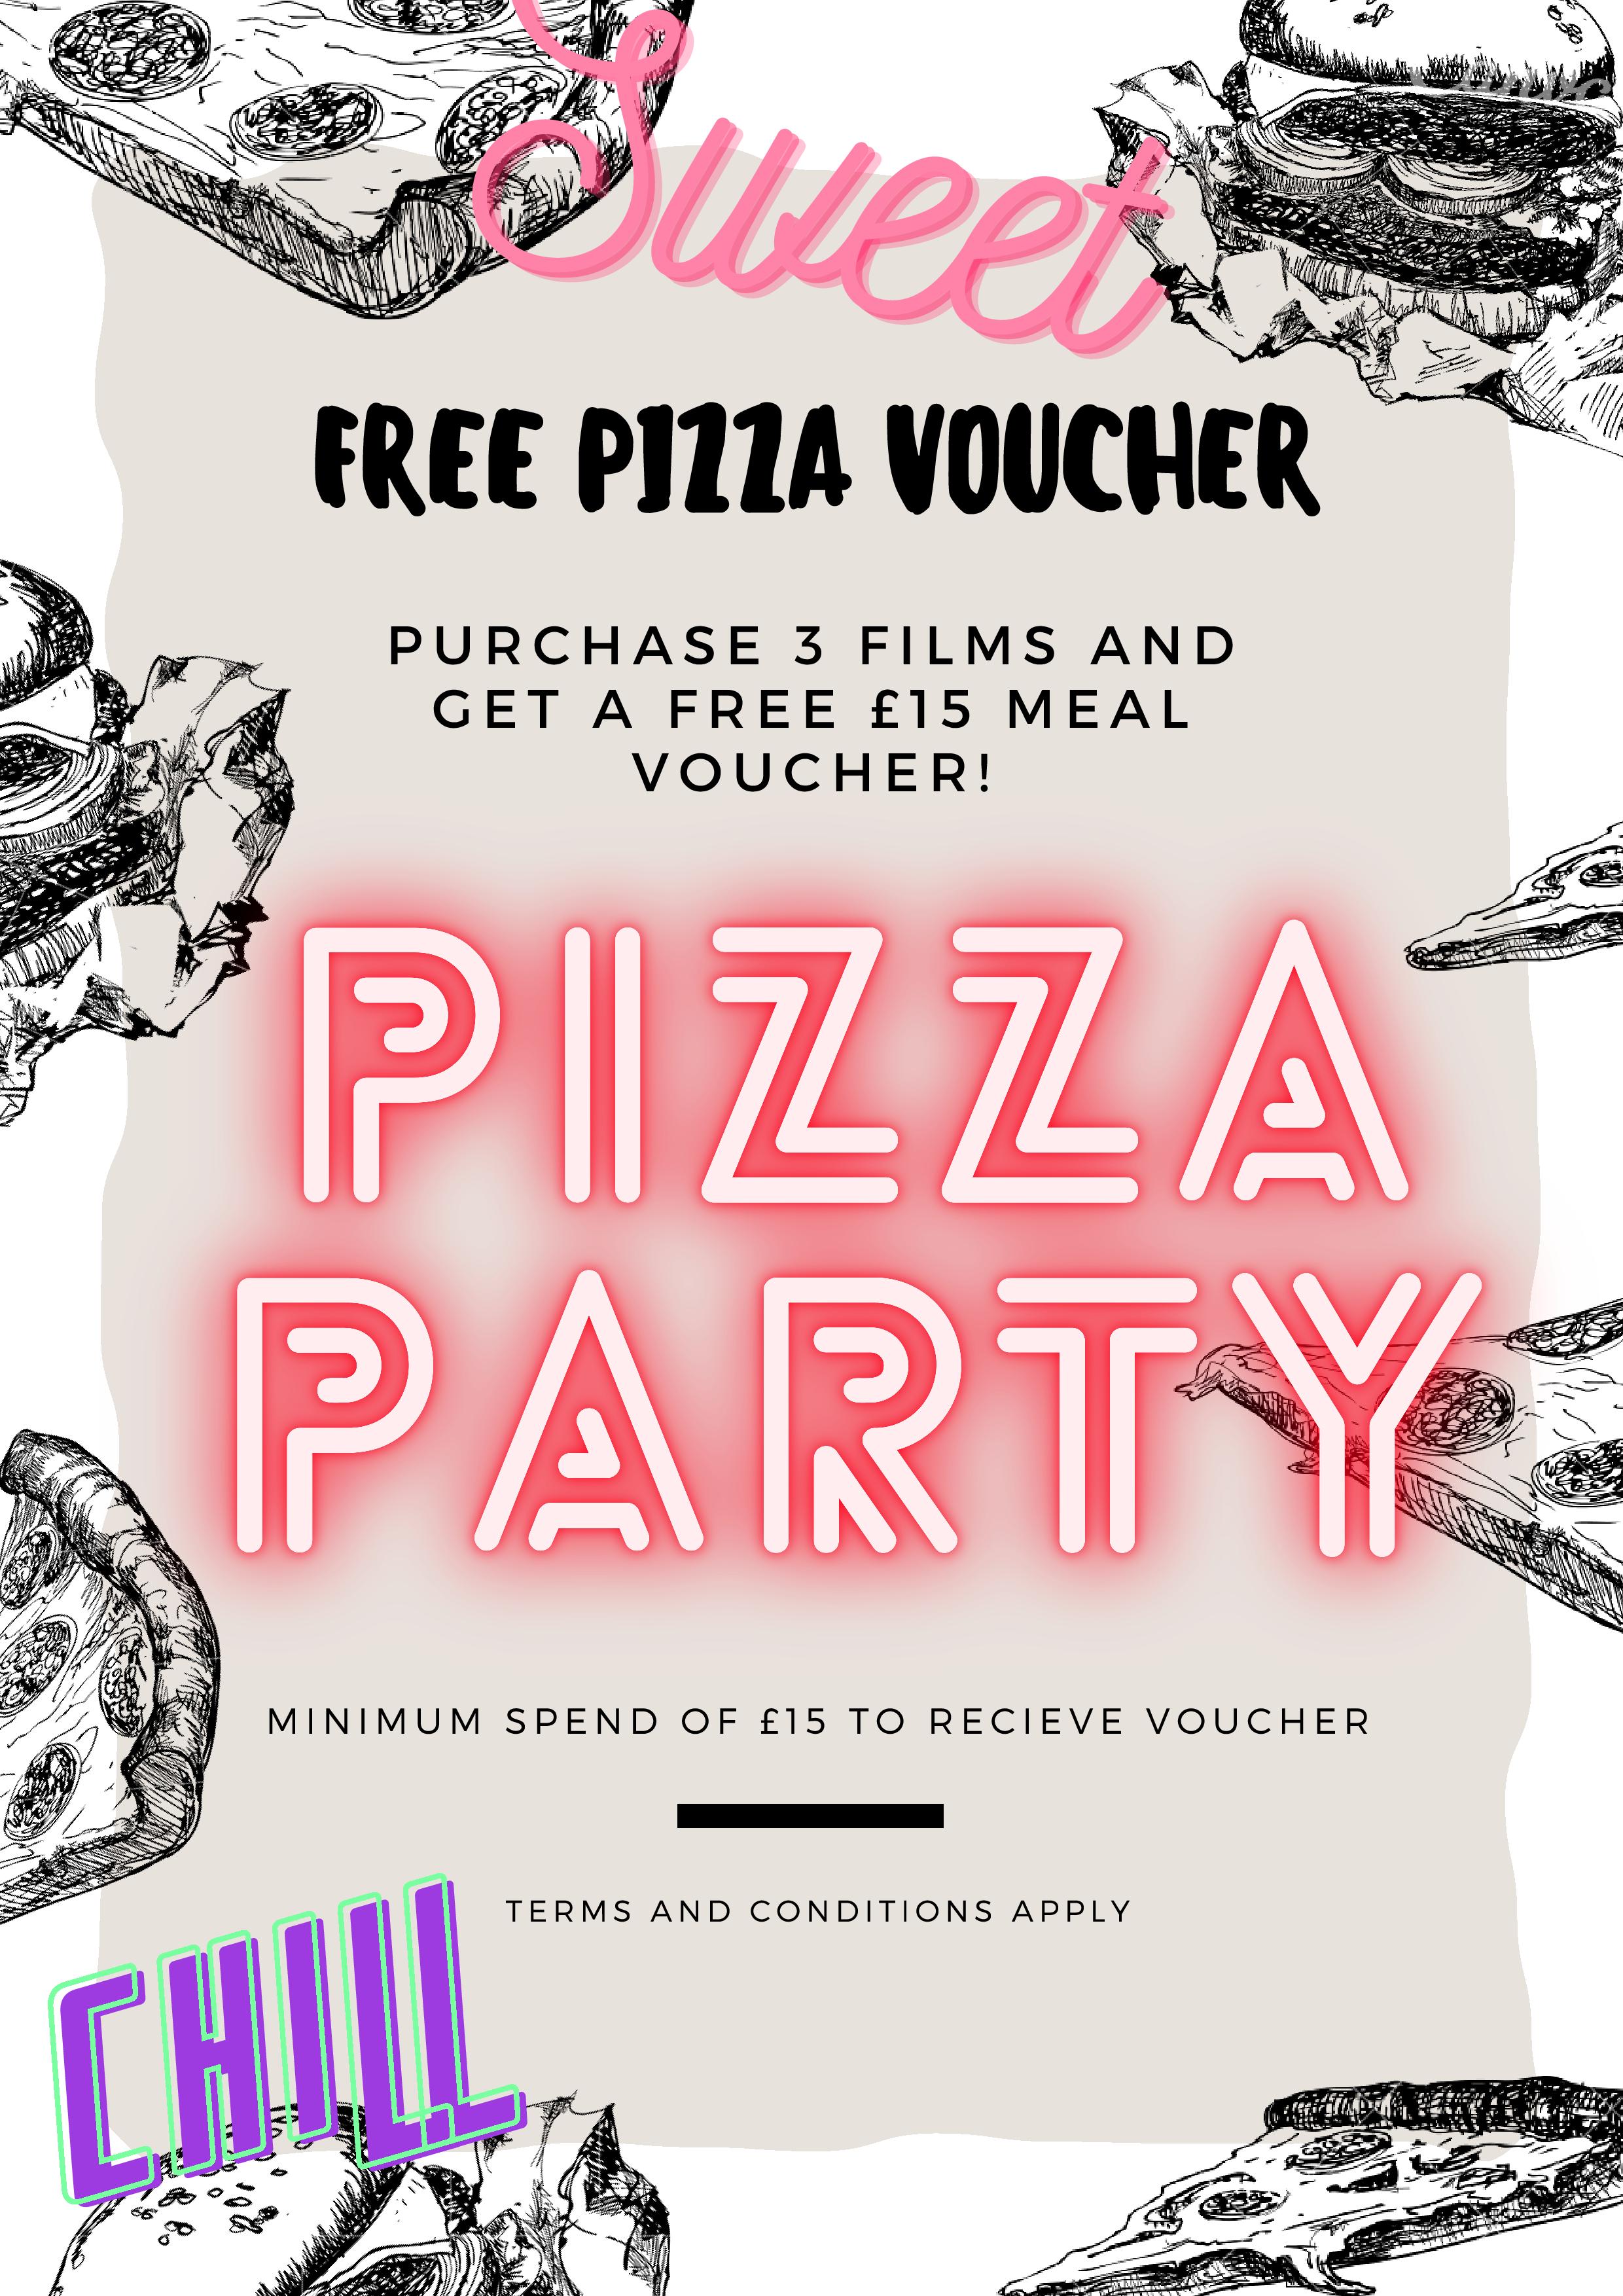 Sweet
FREE PIZZA VOUCHER
PURCHASE 3 FILMS AND
GET A FREE £15 MEAL
VOUCHER!
PIZZA
PARTY
MINIMUM SPEND OF £15 TO RECIEVE VOUCHER
TERMS AND CONDITIONS APPLY
CHILL